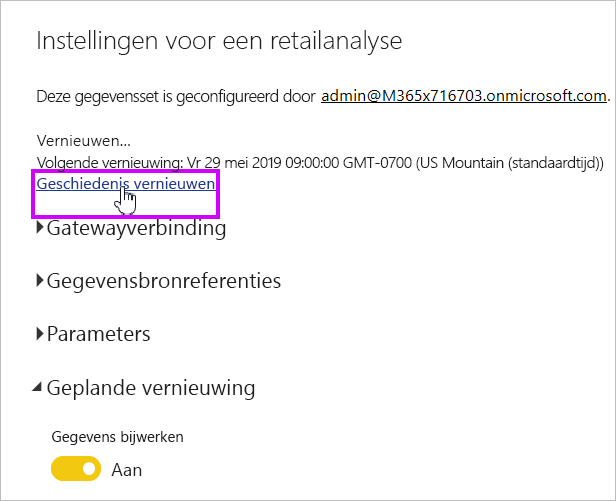 Instellingen voor een retailanalyse
Deze gegevensset is geconfigureerd door admin@M365x716703.onmicrosoft.com.
Vernieuwen...
Volgende vernieuwing: Vr 29 mei 2019 09:00:00 GMT-0700 (US Mountain (standaardtijd))
Geschiedenis vernieuwen
Gatewayverbinding
Gegevensbronreferenties
Parameters
Geplande vernieuwing
Gegevens bijwerken
Aan